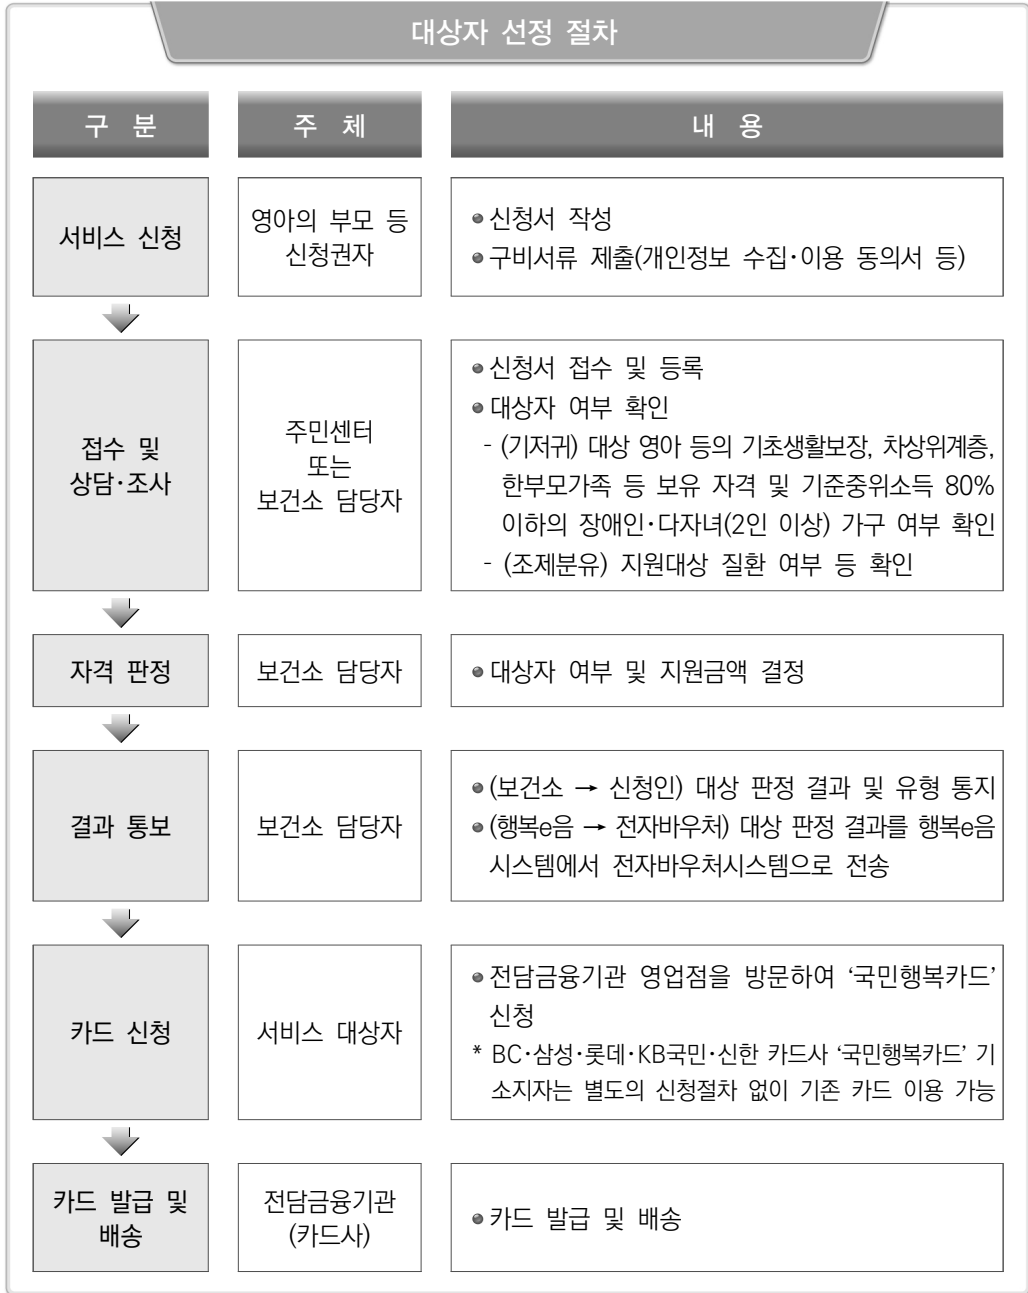 대상자 선정 절차
구 분
주 체
내 용
서비스 신청
영아의 부모 등
신청권자
신청서 작성
구비서류 제출(개인정보 수집·이용 동의서 등)
접수 및
상담·조사
주민센터
또는
보건소 담당자
신청서 접수 및 등록
대상자 여부 확인
- (기저귀) 대상 영아 등의 기초생활보장, 차상위계층,
한부모가족 등 보유 자격 및 기준중위소득 80%
이하의 장애인·다자녀(2인 이상) 가구 여부 확인
- (조제분유) 지원대상 질환 여부 등 확인
자격 판정
보건소 담당자
대상자 여부 및 지원금액 결정
결과 통보
보건소 담당자
(보건소 → 신청인) 대상 판정 결과 및 유형 통지
(행복e음 → 전자바우처) 대상 판정 결과를 행복e음
시스템에서 전자바우처시스템으로 전송
카드 신청
서비스 대상자
전담금융기관 영업점을 방문하여 ‘국민행복카드’
신청
* BC·삼성·롯데·KB국민·신한 카드사 ‘국민행복카드’ 기
소지자는 별도의 신청절차 없이 기존 카드 이용 가능
카드 발급 및
배송
전담금융기관
(카드사)
카드 발급 및 배송